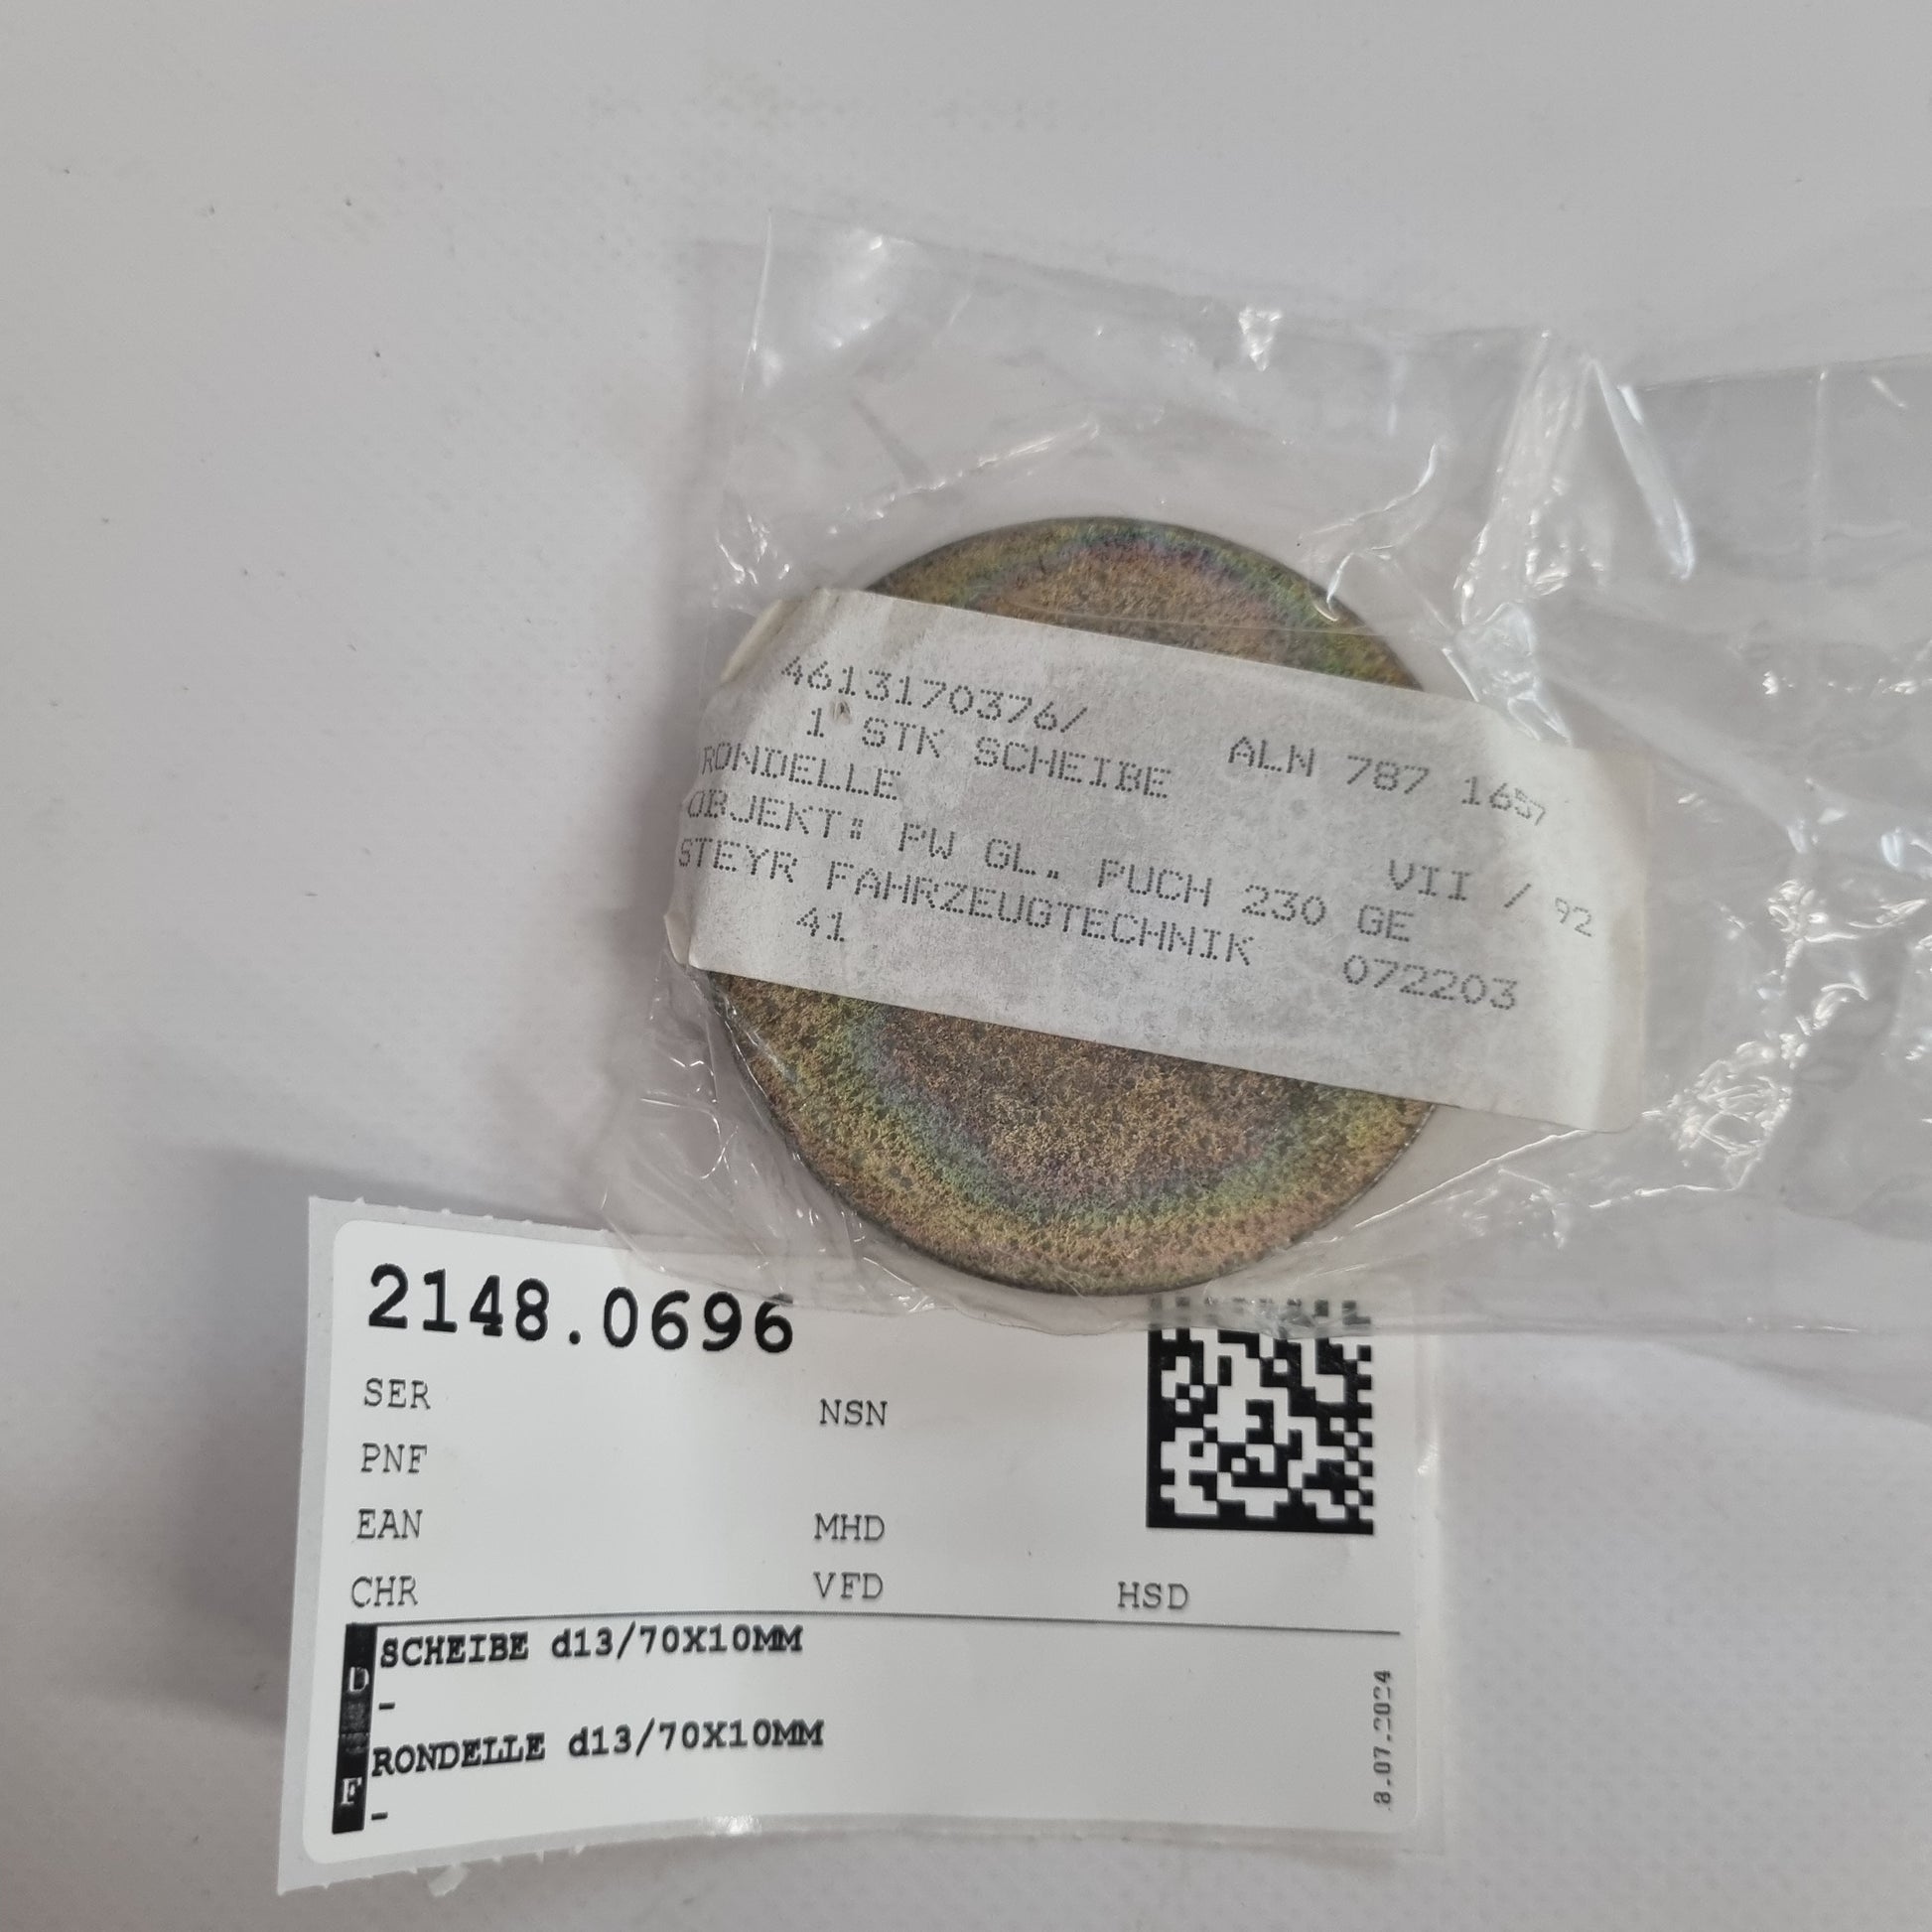 4613170376/
1 STK SCHEIBE ALN 787 1657
RONDELLE VII / 92
OBJEKT: PW GL. PUCH 230 GE
STEYR FAHRZEUGTECHNIK 072203
41
2148.0696
SER NSN
PNF
EAN MHD
CHR VFD HSD
D SCHEIBE d13/70X10MM
-
F RONDELLE d13/70X10MM
-
8.07.2024